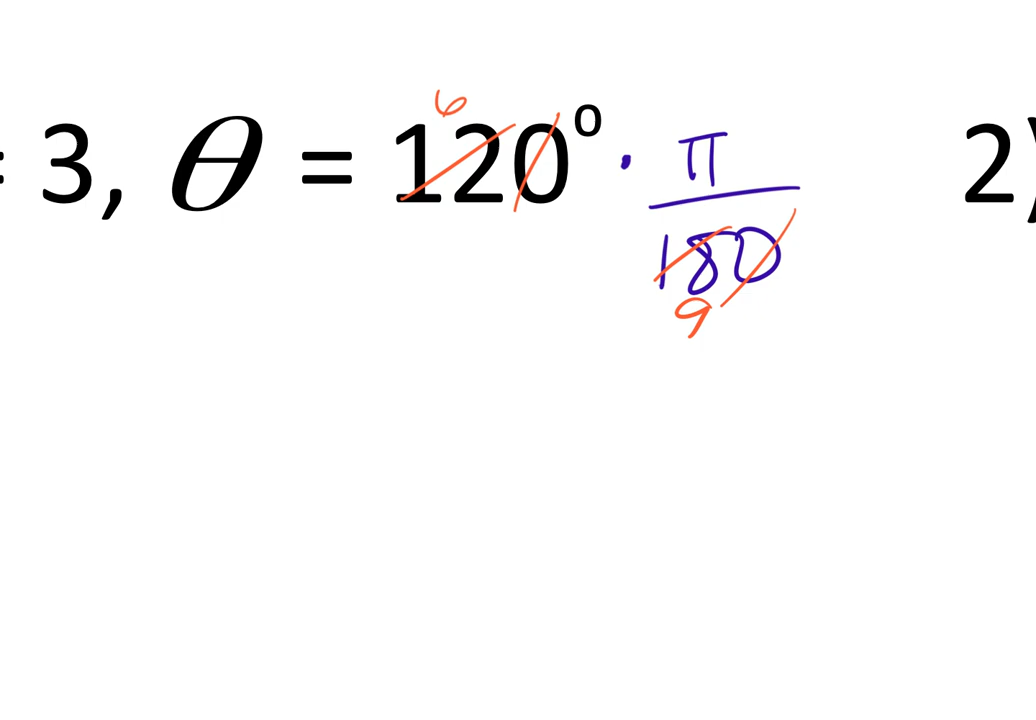 6
= 3, θ = 120° · π 2)
180
9